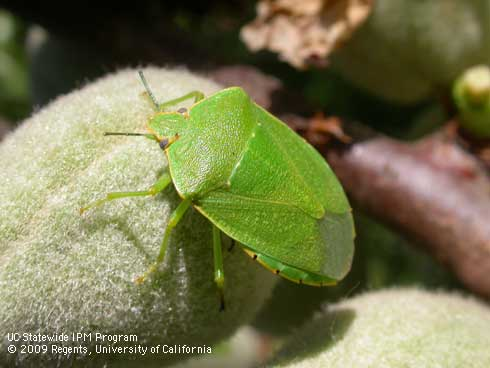 UC Statewide IPM Program
© 2009 Regents, University of California